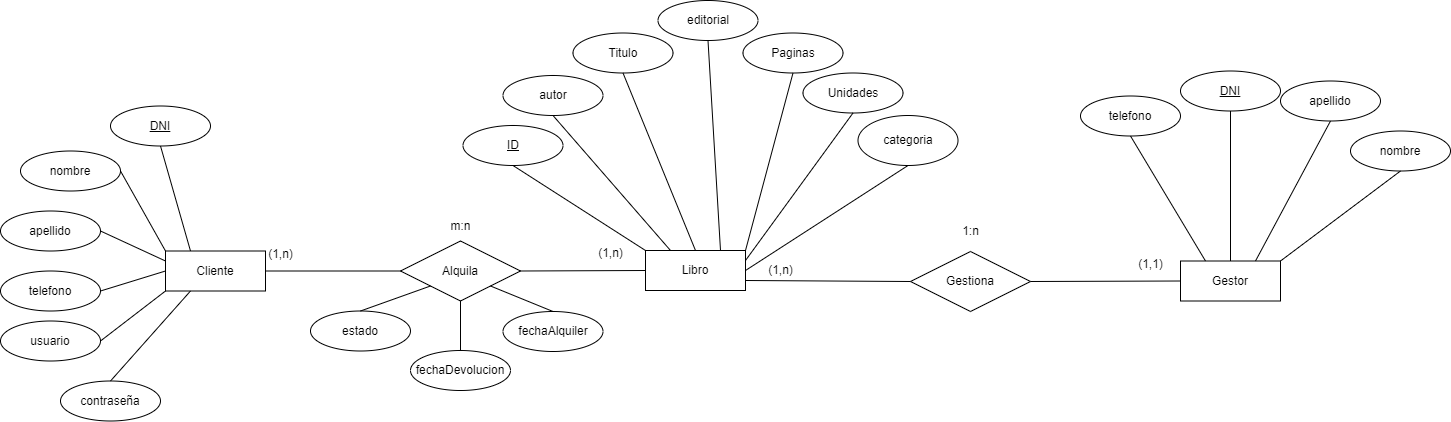 editorial
Titulo
Paginas
autor
Unidades
ID
categoria
DNI
nombre
apellido
telefono
usuario
contraseña
Cliente
(1,n)
m:n
Alquila
estado
fechaDevolucion
fechaAlquiler
(1,n)
Libro
(1,n)
1:n
Gestiona
(1,1)
Gestor
telefono
DNI
apellido
nombre